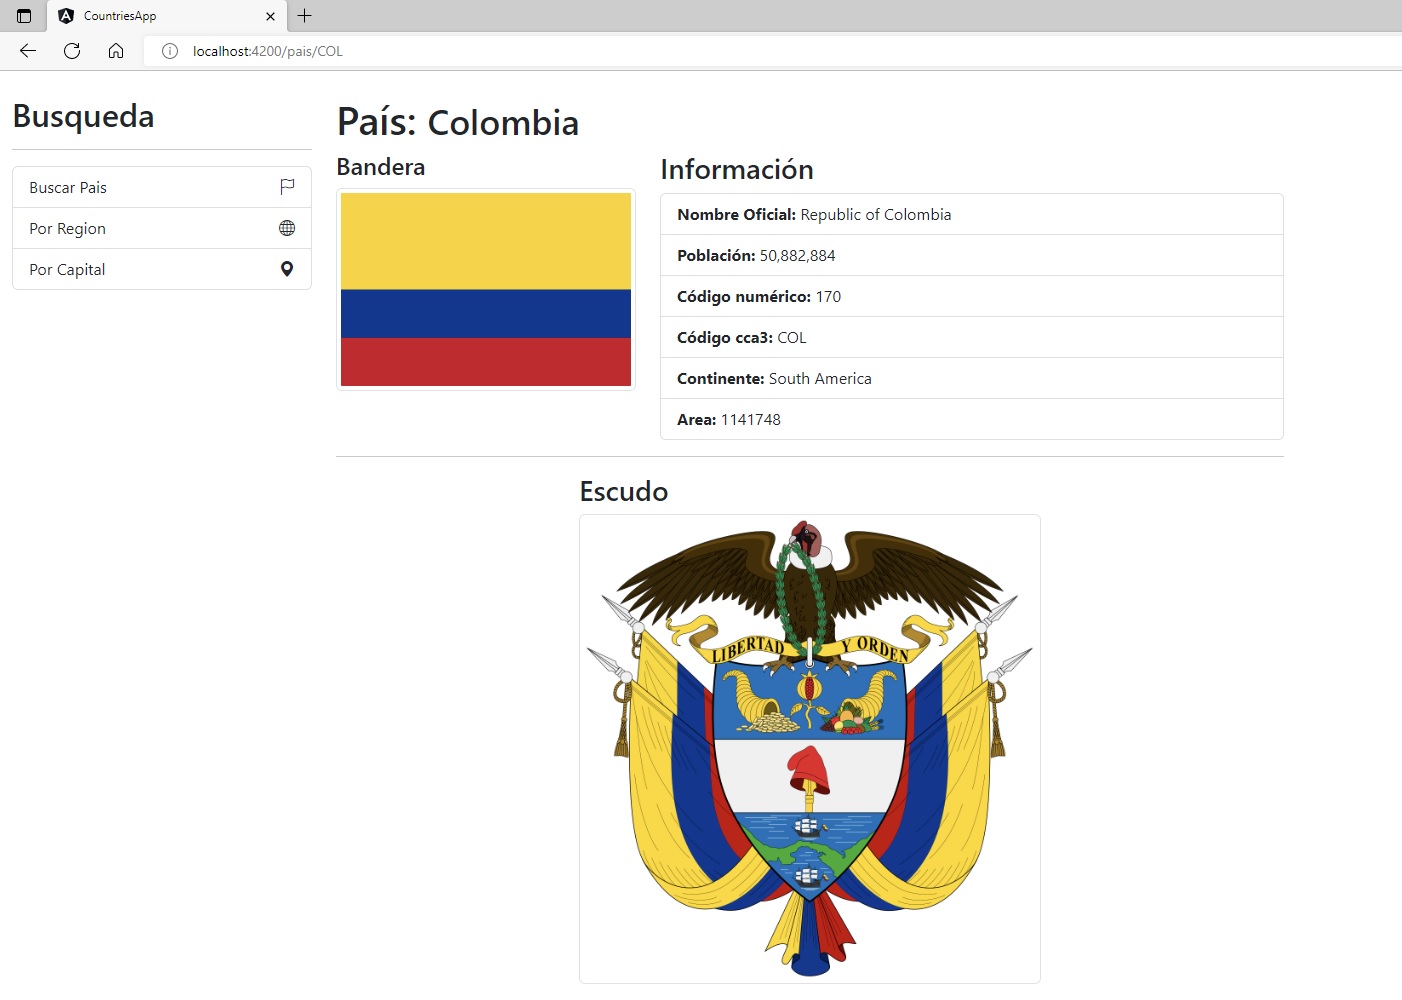 CountriesApp
localhost:4200/pais/COL
Busqueda
Buscar Pais
Por Region
Por Capital
País: Colombia
Bandera
Información
Nombre Oficial: Republic of Colombia
Población: 50,882,884
Código numérico: 170
Código cca3: COL
Continente: South America
Area: 1141748
Escudo
LIBERTAD Y ORDEN